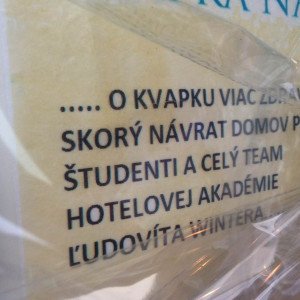 ..... O KVAPKU VIAC
SKORÝ NÁVRAT DOMOV
ŠTUDENTI A CELÝ TEAM
HOTELOVEJ AKADÉMIE
ĽUDOVÍTA WINTERA